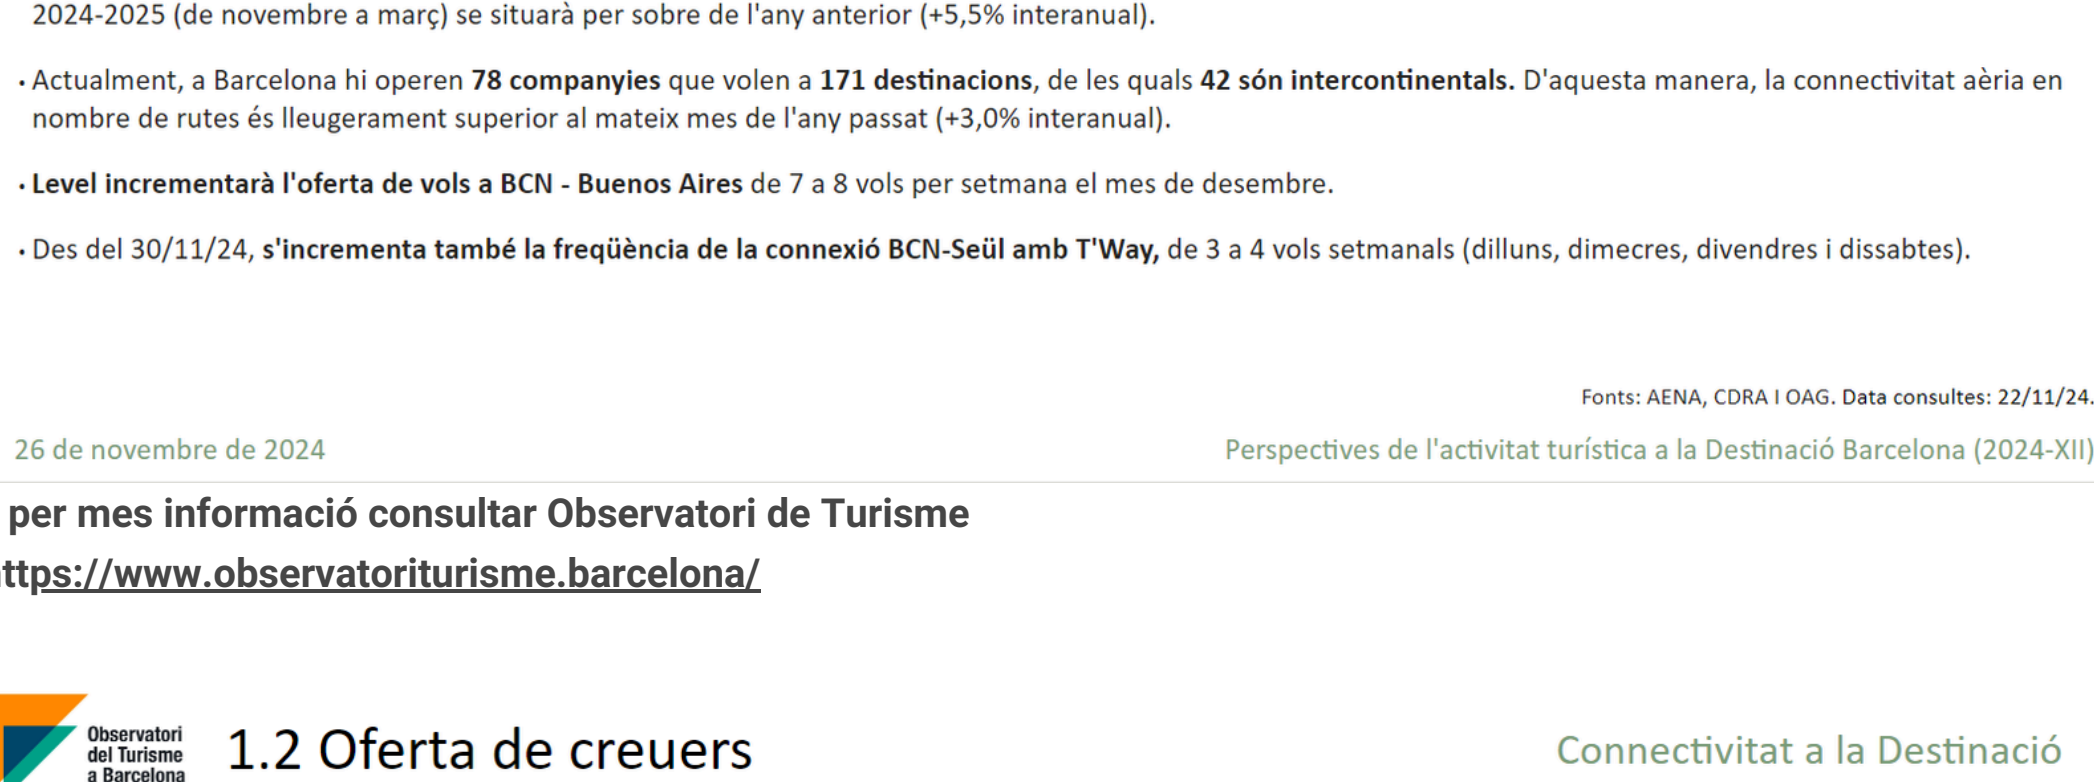 2024-2025 (de novembre a març) se situarà per sobre de l'any anterior (+5,5% interanual).
• Actualment, a Barcelona hi operen 78 companyies que volen a 171 destinacions, de les quals 42 són intercontinentals. D'aquesta manera, la connectivitat aèria en
nombre de rutes és lleugerament superior al mateix mes de l'any passat (+3,0% interanual).
• Level incrementarà l'oferta de vols a BCN - Buenos Aires de 7 a 8 vols per setmana el mes de desembre.
• Des del 30/11/24, s'incrementa també la freqüència de la connexió BCN-Seül amb T'Way, de 3 a 4 vols setmanals (dilluns, dimecres, divendres i dissabtes).
Fonts: AENA, CDRA I OAG. Data consultes: 22/11/24.
26 de novembre de 2024 Perspectives de l'activitat turística a la Destinació Barcelona (2024-XII)
per mes informació consultar Observatori de Turisme
ttps://www.observatoriturisme.barcelona/
Observatori
del Turisme
a Barcelona
1.2 Oferta de creuers Connectivitat a la Destinació